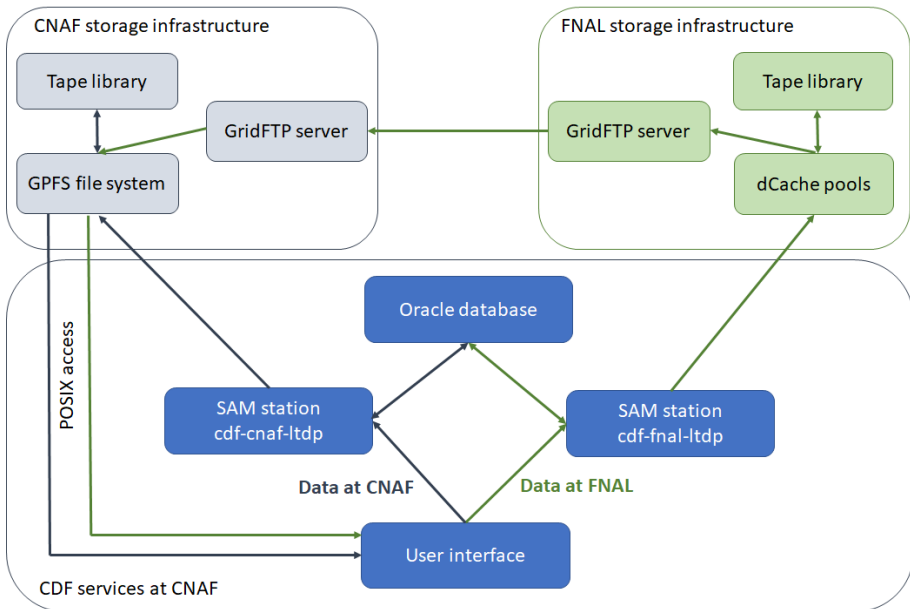 CNAF storage infrastructure
FNAL storage infrastructure
Tape library
Tape library
GridFTP server
GridFTP server
GPFS file system
dCache pools
Oracle database
POSIX access
SAM station
cdf-cnaf-ltdp
SAM station
cdf-fnal-ltdp
Data at CNAF
Data at FNAL
User interface
CDF services at CNAF